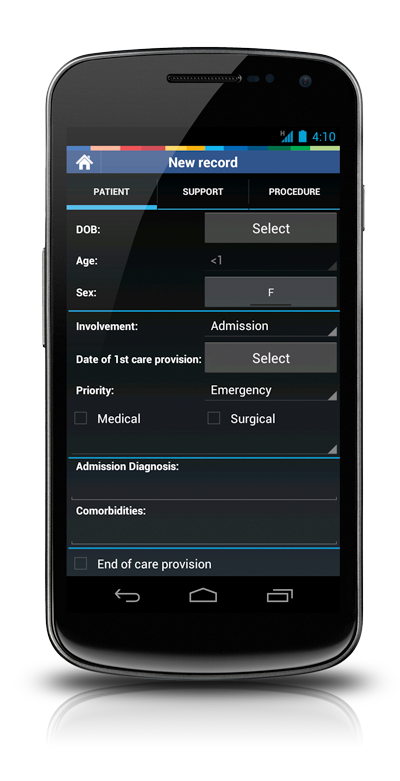 H 4:10
New record
PATIENT SUPPORT PROCEDURE
DOB: Select
Age: <1
Sex: F
Involvement: Admission
Date of 1st care provision: Select
Priority: Emergency
Medical Surgical
Admission Diagnosis:
Comorbidities:
End of care provision